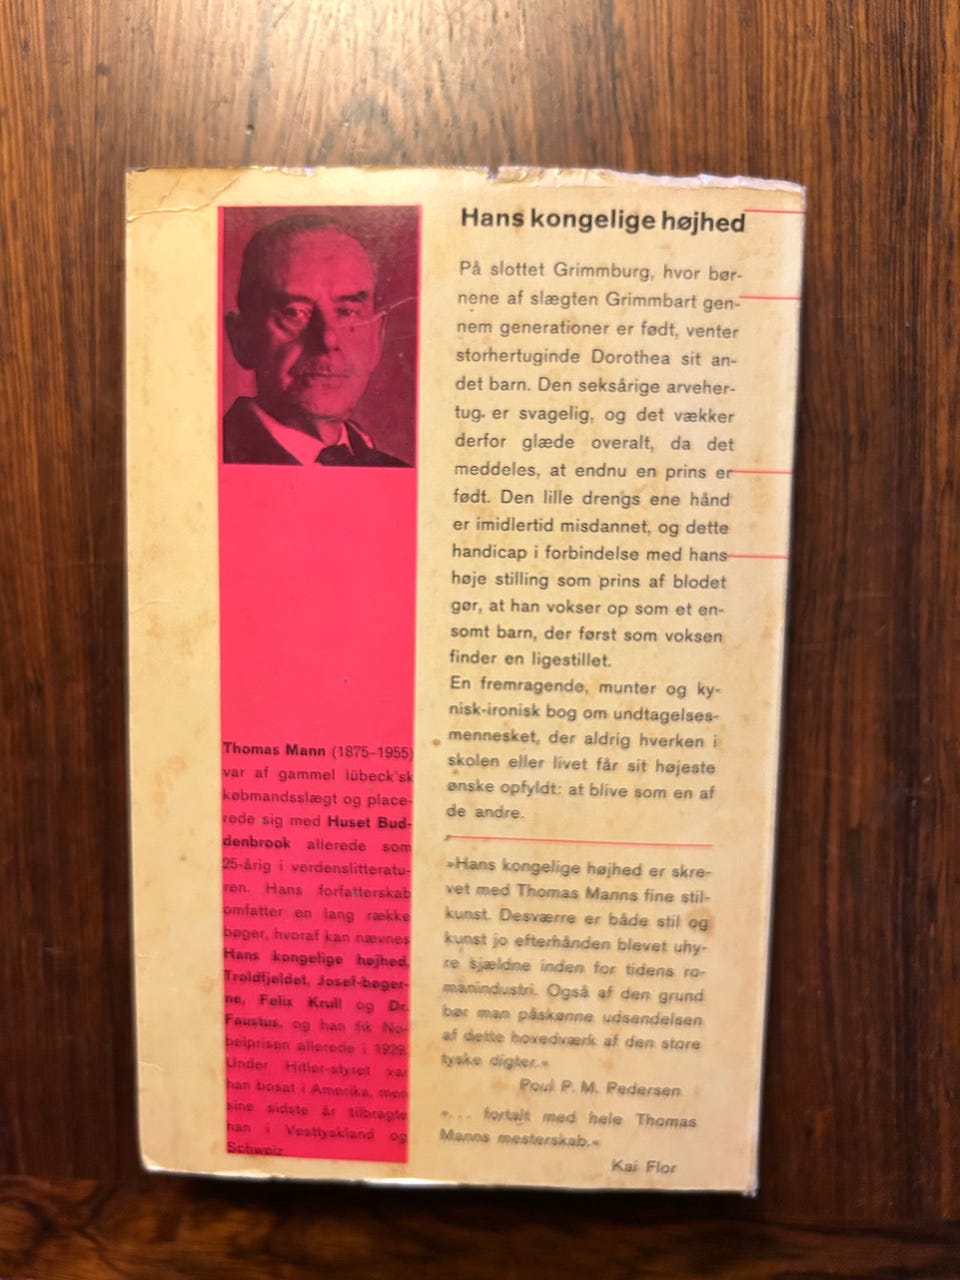 Hans kongelige højhed
På slottet Grimmburg, hvor bør-
nene af slægten Grimmbart gen-
nem generationer er født, venter
storhertuginde Dorothea sit an-
det barn. Den seksårige arveher-
tug er svagelig, og det vækker
derfor glæde overalt, da det
meddeles, at endnu en prins er
født. Den lille drengs ene hånd
er imidlertid misdannet, og dette
handicap i forbindelse med hans
høje stilling som prins af blodet
gør, at han vokser op som et en-
somt barn, der først som voksen
finder en ligestillet.
En fremragende, munter og ky-
nisk-ironisk bog om undtagelses-
mennesket, der aldrig hverken i
skolen eller livet får sit højeste
ønske opfyldt: at blive som en af
de andre.
»Hans kongelige højhed er skre-
vet med Thomas Manns fine stil-
kunst. Desværre er både stil og
kunst jo efterhånden blevet uhy-
re sjældne inden for tidens ro-
manindustri. Også af den grund
bør man påskønne udsendelsen
af dette hovedværk af den store
tyske digter.«
Poul P. M. Pedersen
»... fortalt med hele Thomas
Manns mesterskab.«
Kai Flor
Thomas Mann (1875-1955)
var af gammel lübeck'sk
købmandsslægt og place-
rede sig med Huset Bud-
denbrook allerede som
25-årig i verdenslitteratu-
ren. Hans forfatterskab
omfatter en lang række
bøger, hvoraf kan nævnes
Hans kongelige højhed,
Troldfjeldet, Josef-bøger-
ne, Felix Krull og Dr.
Faustus, og han fik No-
belprisen allerede i 1929.
Under Hitler-styret var
han bosat i Amerika, men
sine sidste år tilbragte
han i Vesttyskland og
Schweiz.